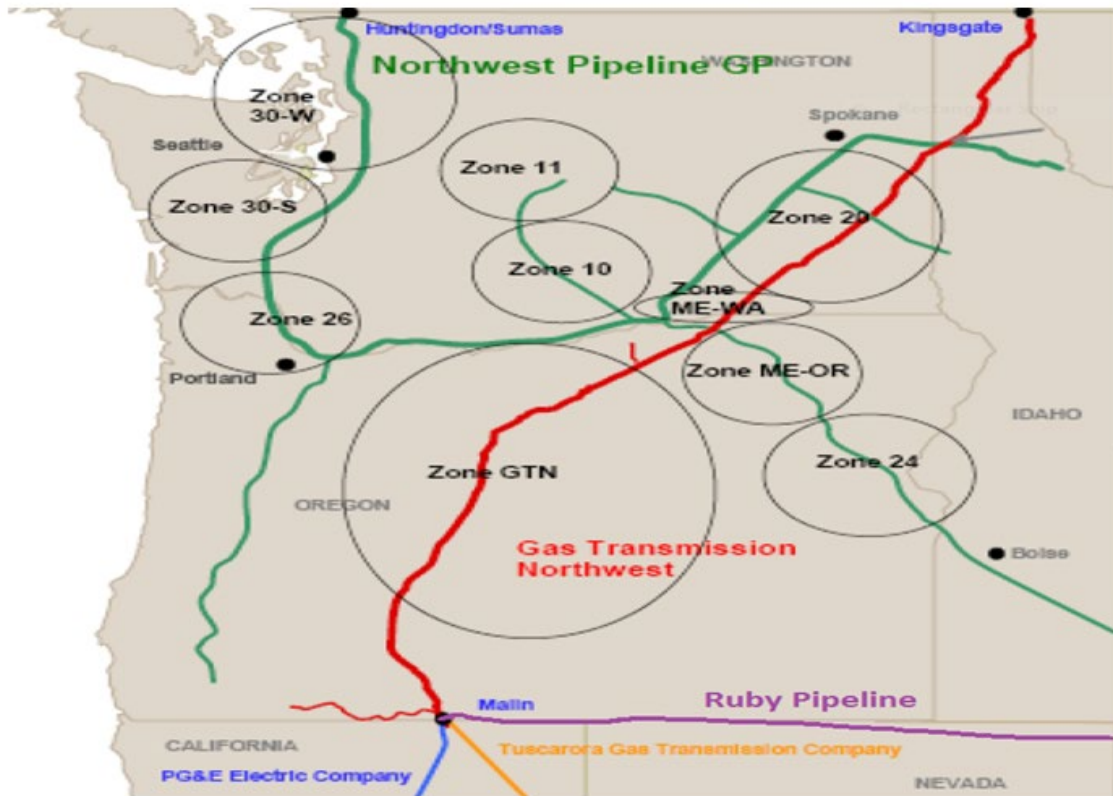 Huntingdon/Sumas
Kingsgate
Northwest Pipeline GP
WASHINGTON
Zone
30-W
Spokane
Seattle
Zone 11
Zone 30-S
Zone 20
Zone 10
Zone
ME-WA
Zone 26
Portland
Zone ME-OR
IDAHO
Zone 24
Zone GTN
OREGON
Gas Transmission
Northwest
Boise
Malin
Ruby Pipeline
CALIFORNIA
Tuscarora Gas Transmission Company
PG&E Electric Company
NEVADA